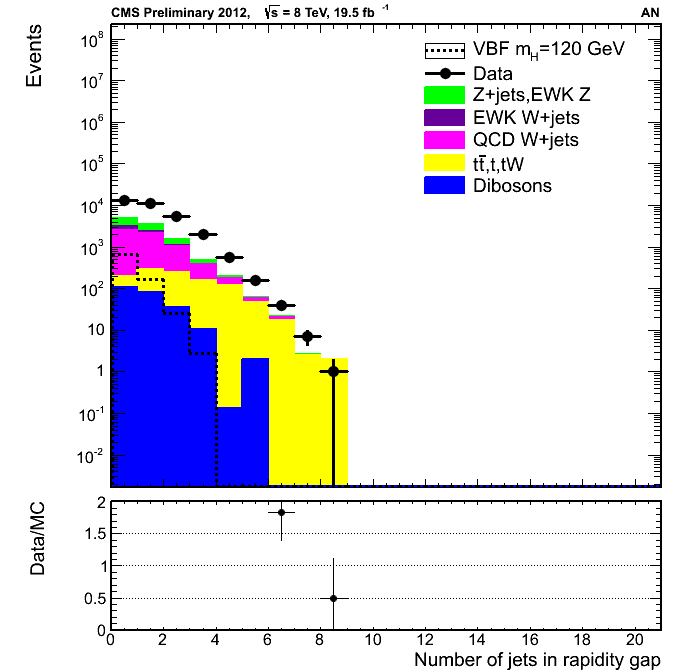 CMS Preliminary 2012, √s = 8 TeV, 19.5 fb⁻¹ AN
Events
10⁸
10⁷
10⁶
10⁵
10⁴
10³
10²
10
1
10⁻¹
10⁻²
VBF m_H=120 GeV
Data
Z+jets,EWK Z
EWK W+jets
QCD W+jets
tt̄,t,tW
Dibosons
Data/MC
2
1.5
1
0.5
0
0 2 4 6 8 10 12 14 16 18 20
Number of jets in rapidity gap